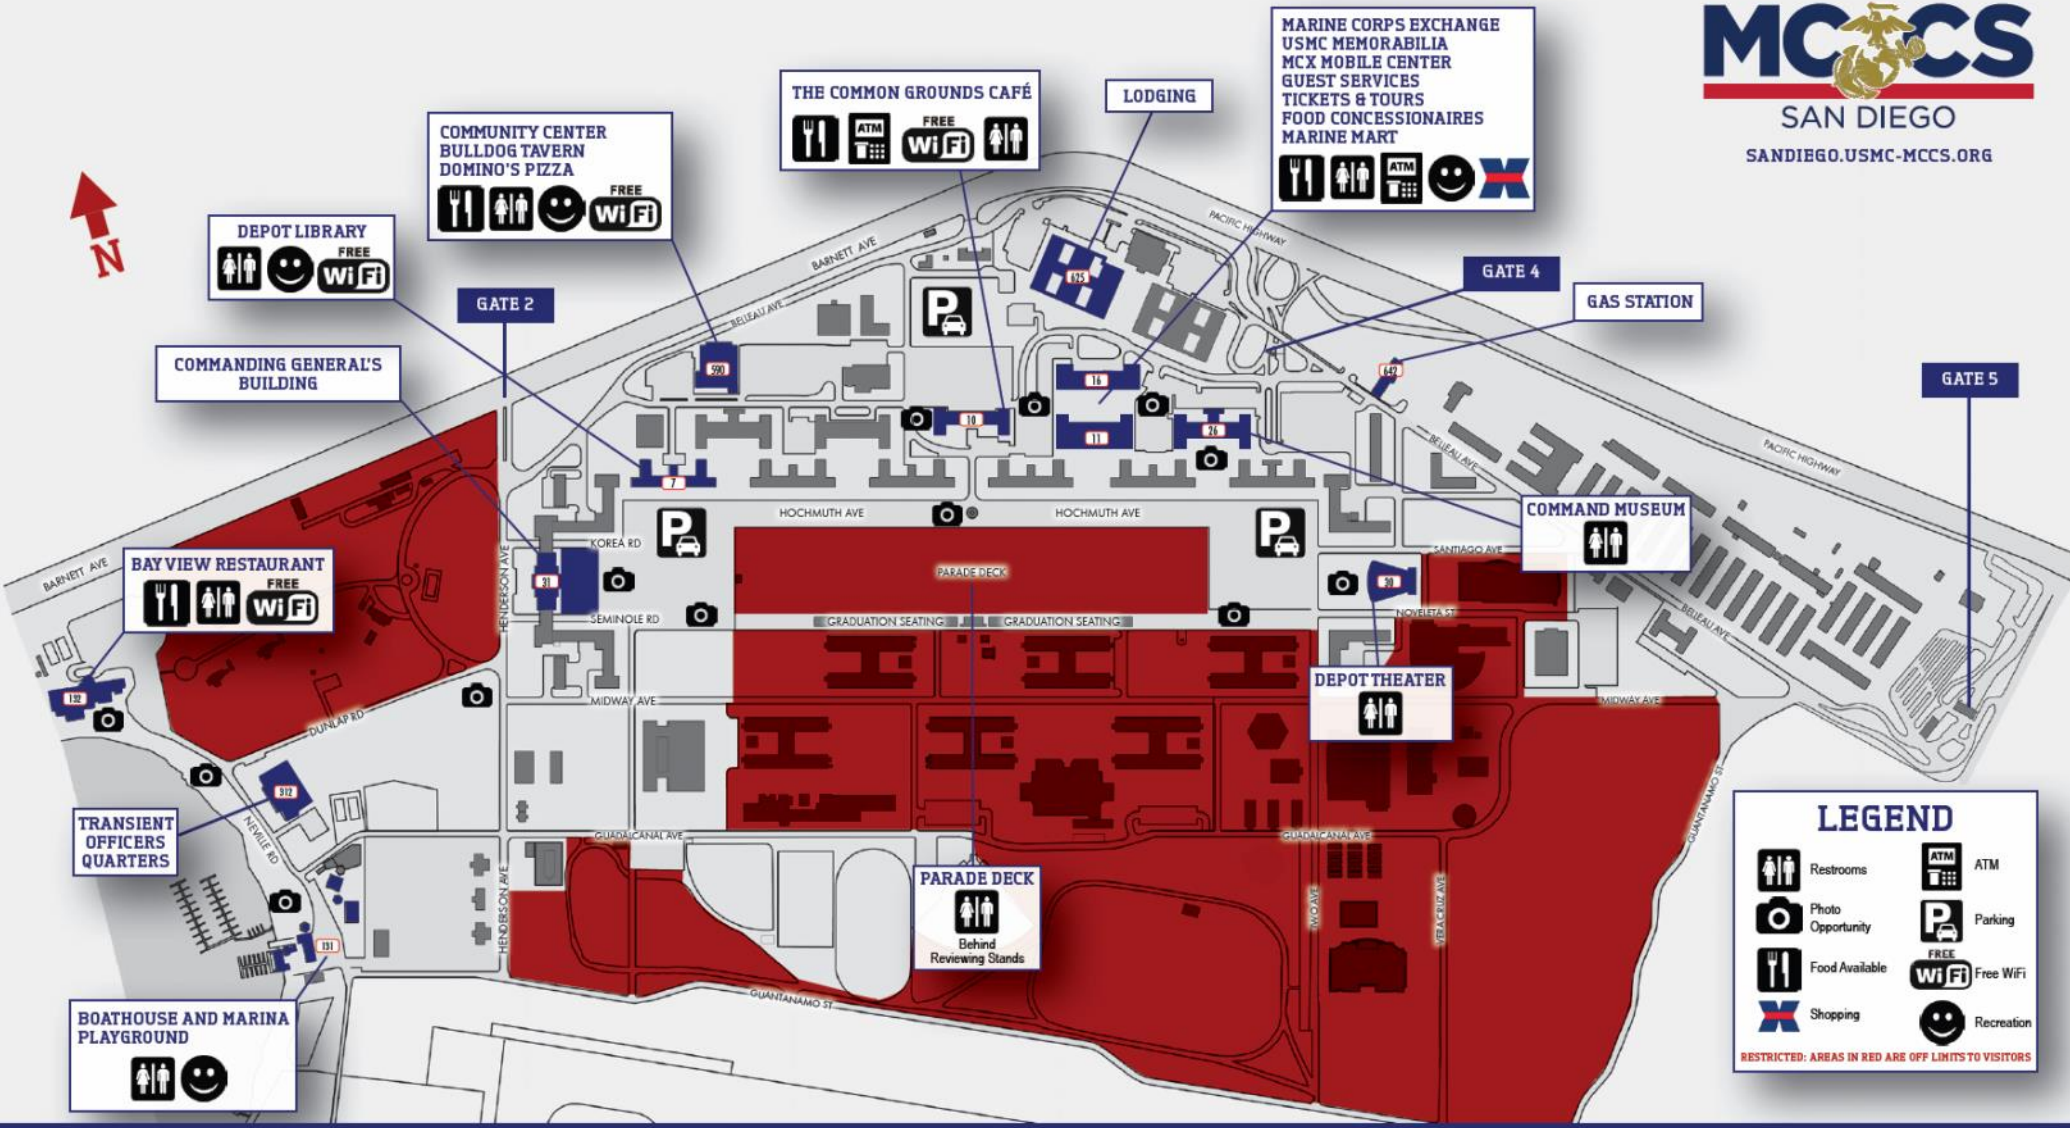 MCCS
SAN DIEGO
SANDIEGO.USMC-MCCS.ORG
MARINE CORPS EXCHANGE
USMC MEMORABILIA
MCX MOBILE CENTER
GUEST SERVICES
TICKETS & TOURS
FOOD CONCESSIONAIRES
MARINE MART
ATM
THE COMMON GROUNDS CAFÉ
ATM
FREE
WiFi
LODGING
COMMUNITY CENTER
BULLDOG TAVERN
DOMINO'S PIZZA
FREE
WiFi
N
DEPOT LIBRARY
FREE
WiFi
GATE 2
COMMANDING GENERAL'S
BUILDING
GATE 4
GAS STATION
GATE 5
PACIFIC HIGHWAY
BARNETT AVE
BELLEAU AVE
P
625
590
642
16
10
11
26
7
BELLEAU AVE
PACIFIC HIGHWAY
COMMAND MUSEUM
HOCHMUTH AVE
HOCHMUTH AVE
P
P
KOREA RD
SANTIAGO AVE
HENDERSON AVE
BARNETT AVE
BAYVIEW RESTAURANT
FREE
WiFi
31
PARADE DECK
20
NOVELETA ST
SEMINOLE RD
GRADUATION SEATING
GRADUATION SEATING
BELLEAU AVE
132
DEPOT THEATER
MIDWAY AVE
MIDWAY AVE
DUNLAP RD
312
TRANSIENT
OFFICERS
QUARTERS
NEVILLE RD
GUADALCANAL AVE
GUADALCANAL AVE
GUANTANAMO ST
HENDERSON AVE
PARADE DECK
Behind
Reviewing Stands
IWO AVE
VERA CRUZ AVE
131
GUANTANAMO ST
BOATHOUSE AND MARINA
PLAYGROUND
LEGEND
Restrooms
ATM
ATM
Photo
Opportunity
P
Parking
Food Available
FREE
WiFi
Free WiFi
Shopping
Recreation
RESTRICTED: AREAS IN RED ARE OFF LIMITS TO VISITORS